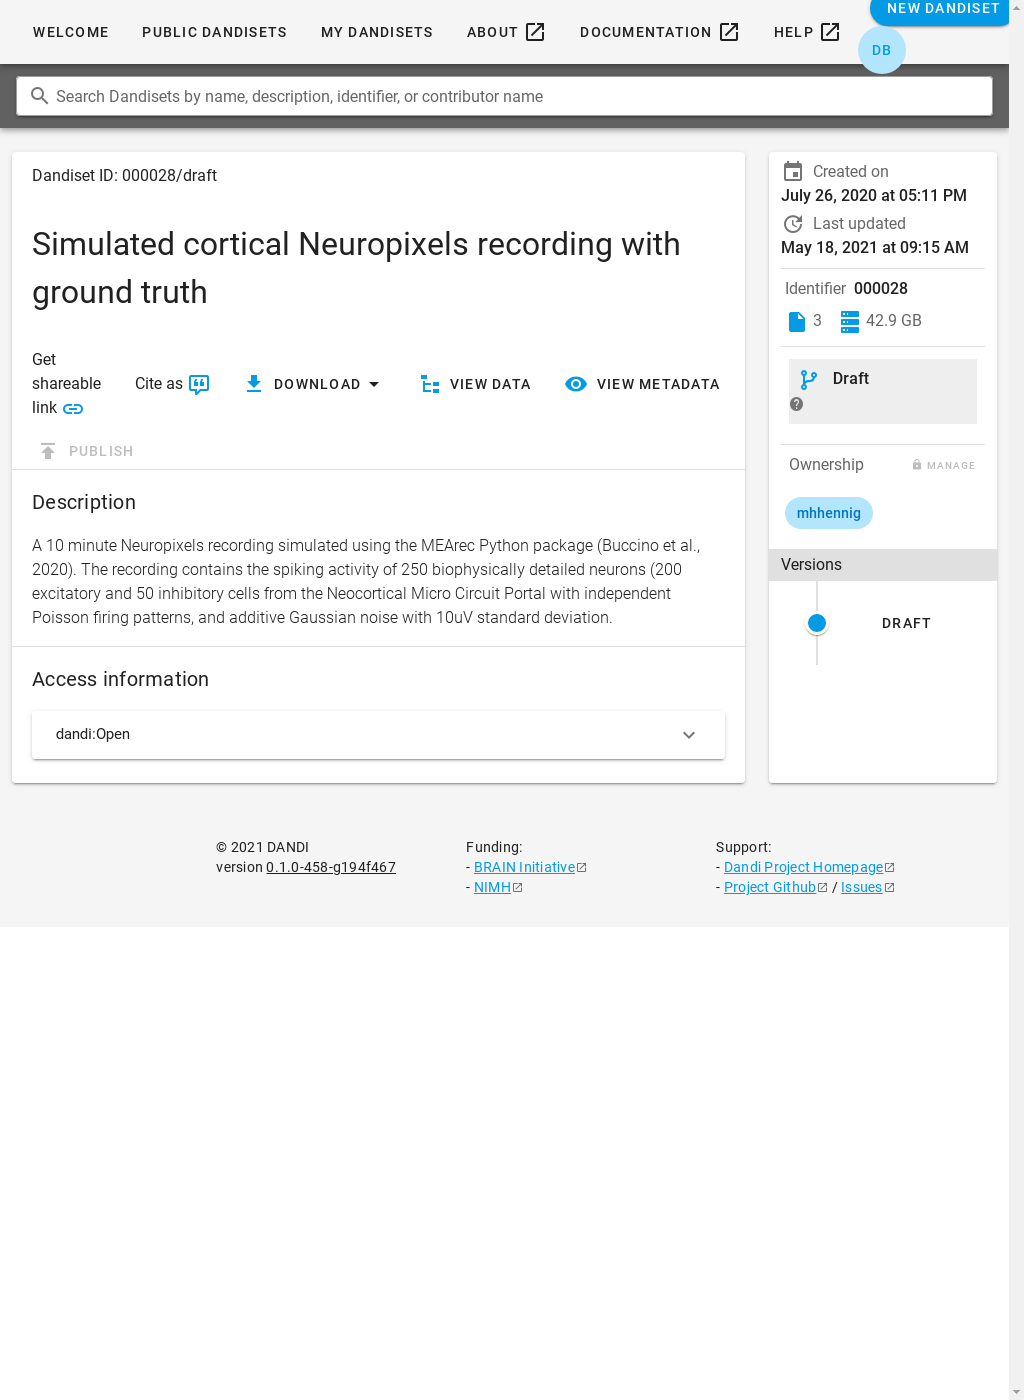 WELCOME PUBLIC DANDISETS MY DANDISETS ABOUT DOCUMENTATION HELP NEW DANDISET
DB
Search Dandisets by name, description, identifier, or contributor name
Dandiset ID: 000028/draft
Simulated cortical Neuropixels recording with
ground truth
Get
shareable
link
Cite as
DOWNLOAD
VIEW DATA
VIEW METADATA
PUBLISH
Description
A 10 minute Neuropixels recording simulated using the MEArec Python package (Buccino et al.,
2020). The recording contains the spiking activity of 250 biophysically detailed neurons (200
excitatory and 50 inhibitory cells from the Neocortical Micro Circuit Portal with independent
Poisson firing patterns, and additive Gaussian noise with 10uV standard deviation.
Access information
dandi:Open
Created on
July 26, 2020 at 05:11 PM
Last updated
May 18, 2021 at 09:15 AM
Identifier 000028
3 42.9 GB
Draft
Ownership MANAGE
mhhennig
Versions
DRAFT
© 2021 DANDI
version 0.1.0-458-g194f467
Funding:
- BRAIN Initiative
- NIMH
Support:
- Dandi Project Homepage
- Project Github / Issues